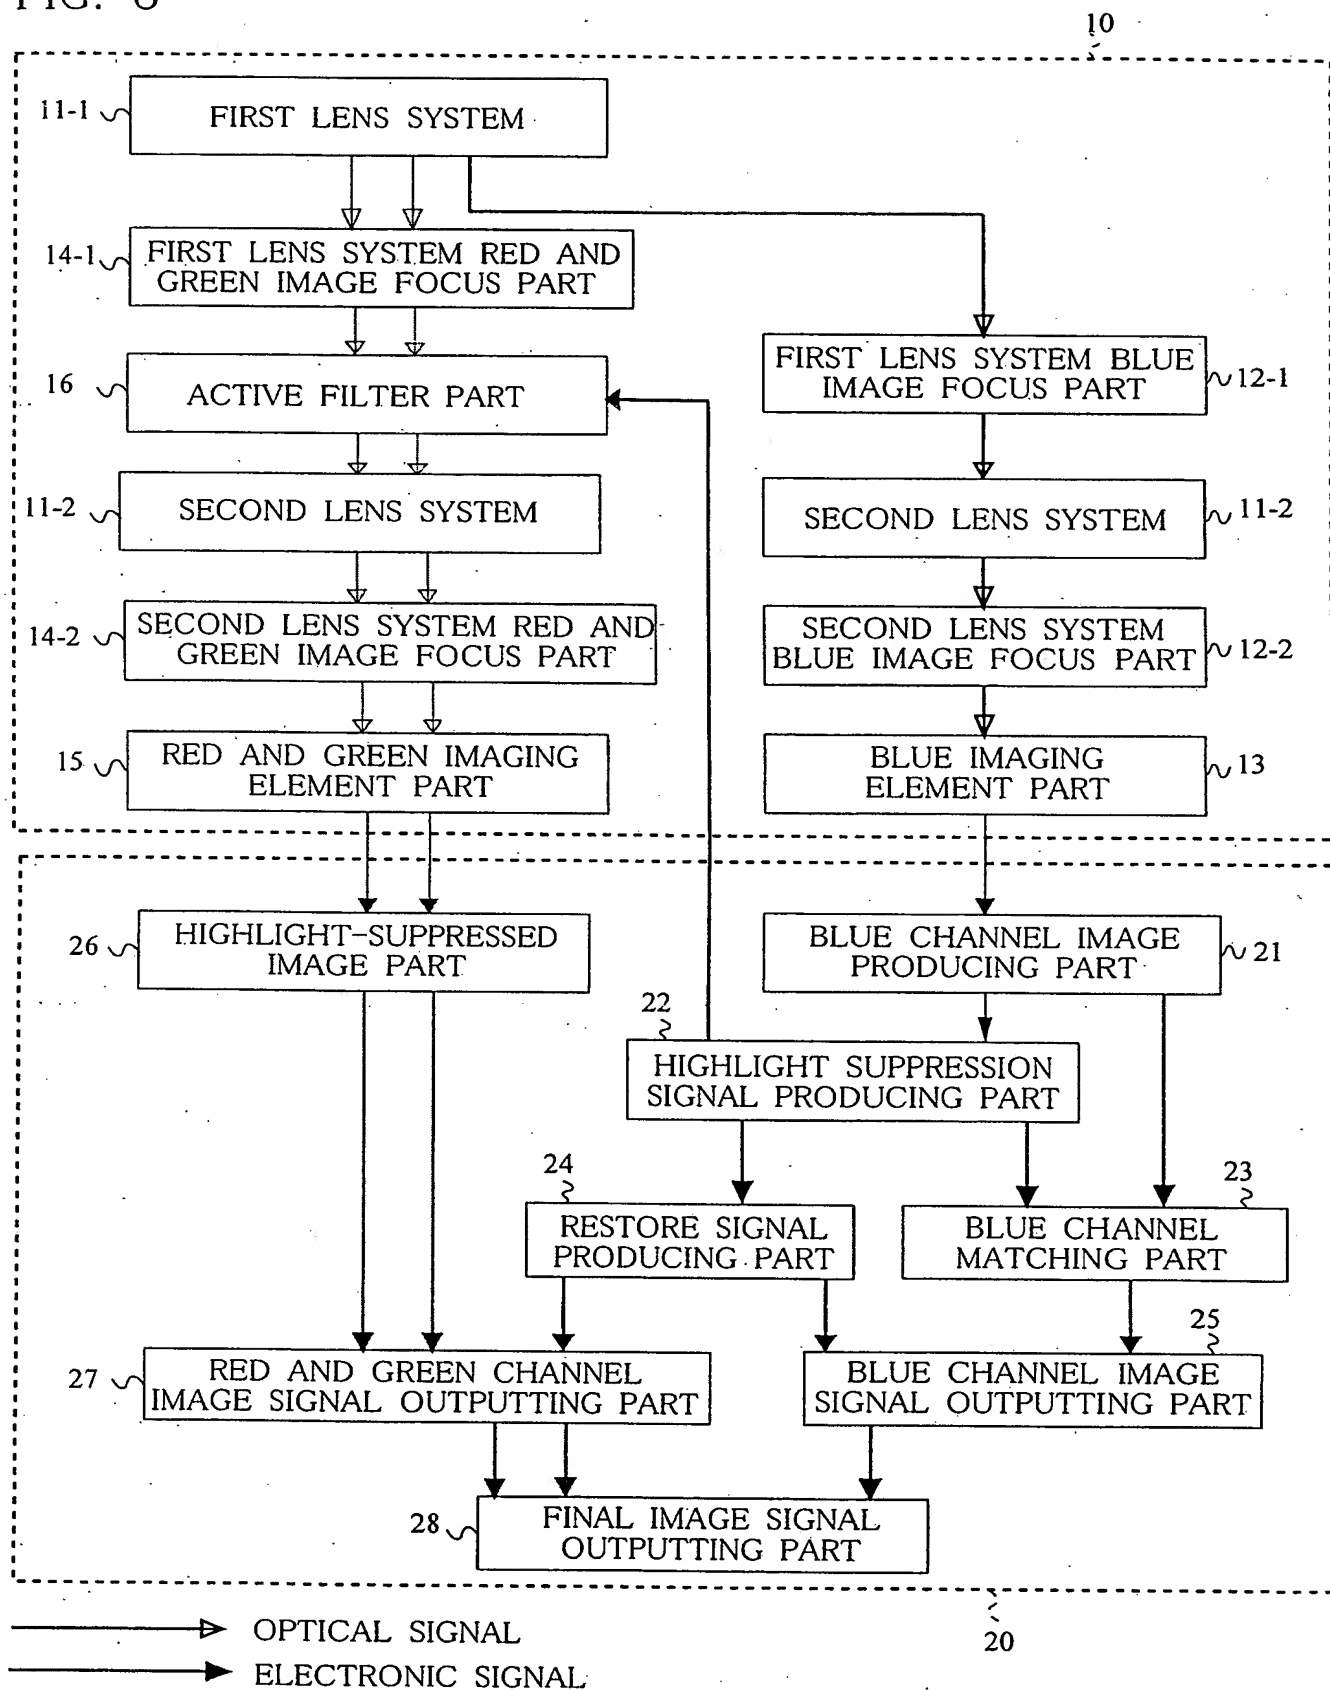 10
11-1
FIRST LENS SYSTEM
14-1
FIRST LENS SYSTEM RED AND
GREEN IMAGE FOCUS PART
16
ACTIVE FILTER PART
FIRST LENS SYSTEM BLUE
IMAGE FOCUS PART
12-1
11-2
SECOND LENS SYSTEM
SECOND LENS SYSTEM
11-2
14-2
SECOND LENS SYSTEM RED AND
GREEN IMAGE FOCUS PART
SECOND LENS SYSTEM
BLUE IMAGE FOCUS PART
12-2
15
RED AND GREEN IMAGING
ELEMENT PART
BLUE IMAGING
ELEMENT PART
13
26
HIGHLIGHT-SUPPRESSED
IMAGE PART
BLUE CHANNEL IMAGE
PRODUCING PART
21
22
HIGHLIGHT SUPPRESSION
SIGNAL PRODUCING PART
24
RESTORE SIGNAL
PRODUCING PART
23
BLUE CHANNEL
MATCHING PART
27
RED AND GREEN CHANNEL
IMAGE SIGNAL OUTPUTTING PART
25
BLUE CHANNEL IMAGE
SIGNAL OUTPUTTING PART
28
FINAL IMAGE SIGNAL
OUTPUTTING PART
20
OPTICAL SIGNAL
ELECTRONIC SIGNAL